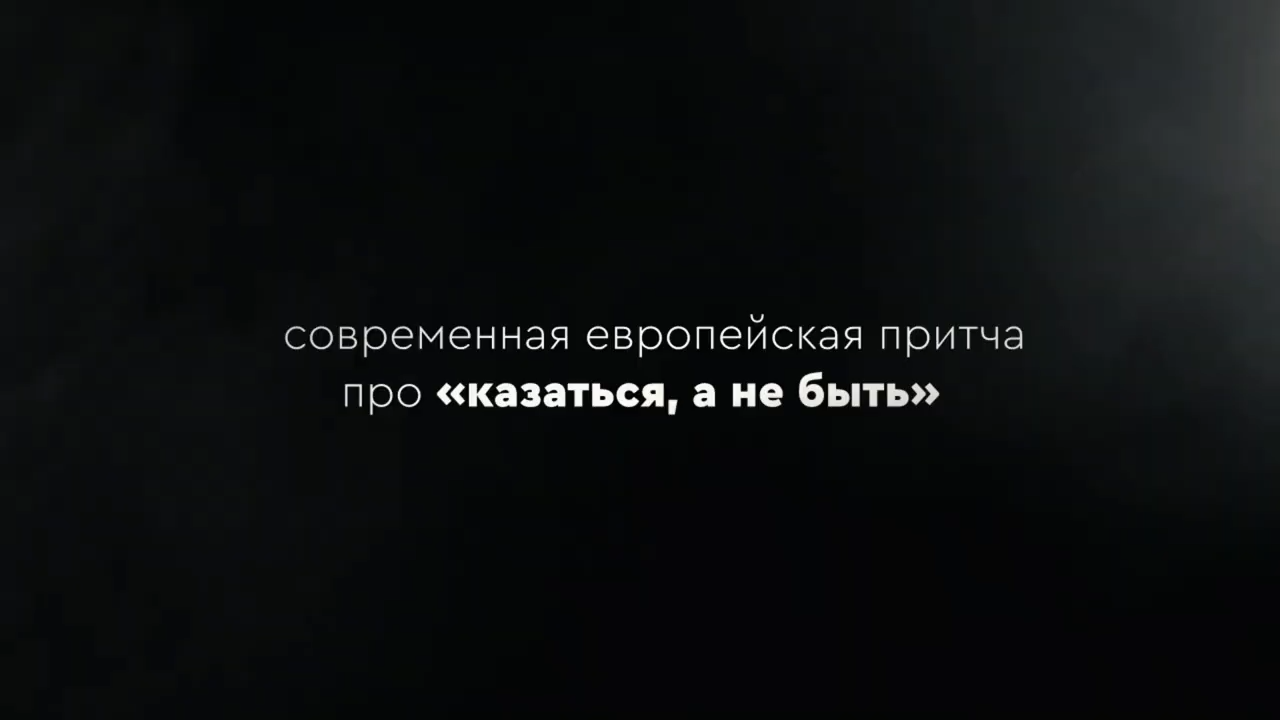 современная европейская притча
про «казаться, а не быть»